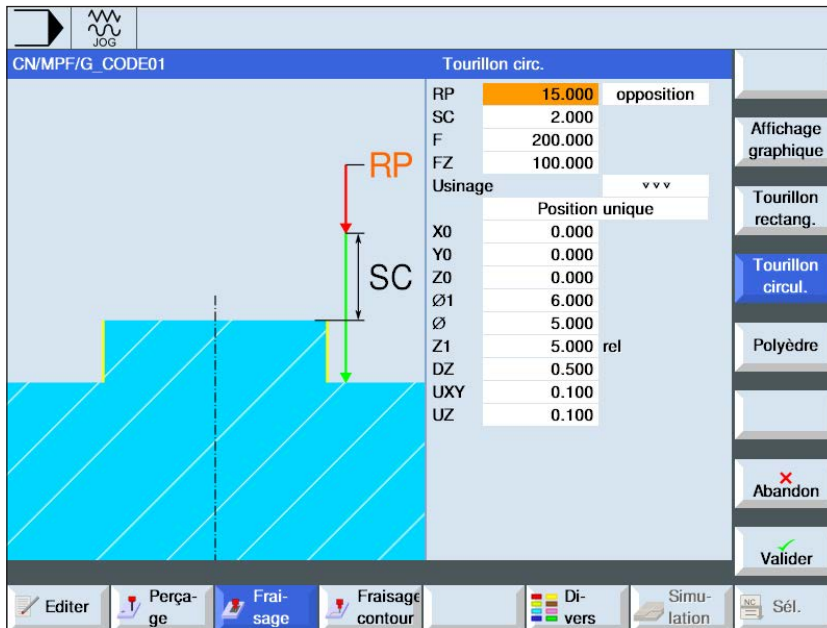 JOG
CN/MPF/G_CODE01
Tourillon circ.
RP 15.000 opposition
SC 2.000
F 200.000
FZ 100.000
Usinage ▿▿▿
Position unique
X0 0.000
Y0 0.000
Z0 0.000
Ø1 6.000
Ø 5.000
Z1 5.000 rel
DZ 0.500
UXY 0.100
UZ 0.100
RP
SC
Affichage
graphique
Tourillon
rectang.
Tourillon
circul.
Polyèdre
Abandon
Valider
Editer
Perça-
ge
Frai-
sage
Fraisage
contour
Di-
vers
Simu-
lation
NC
Sél.